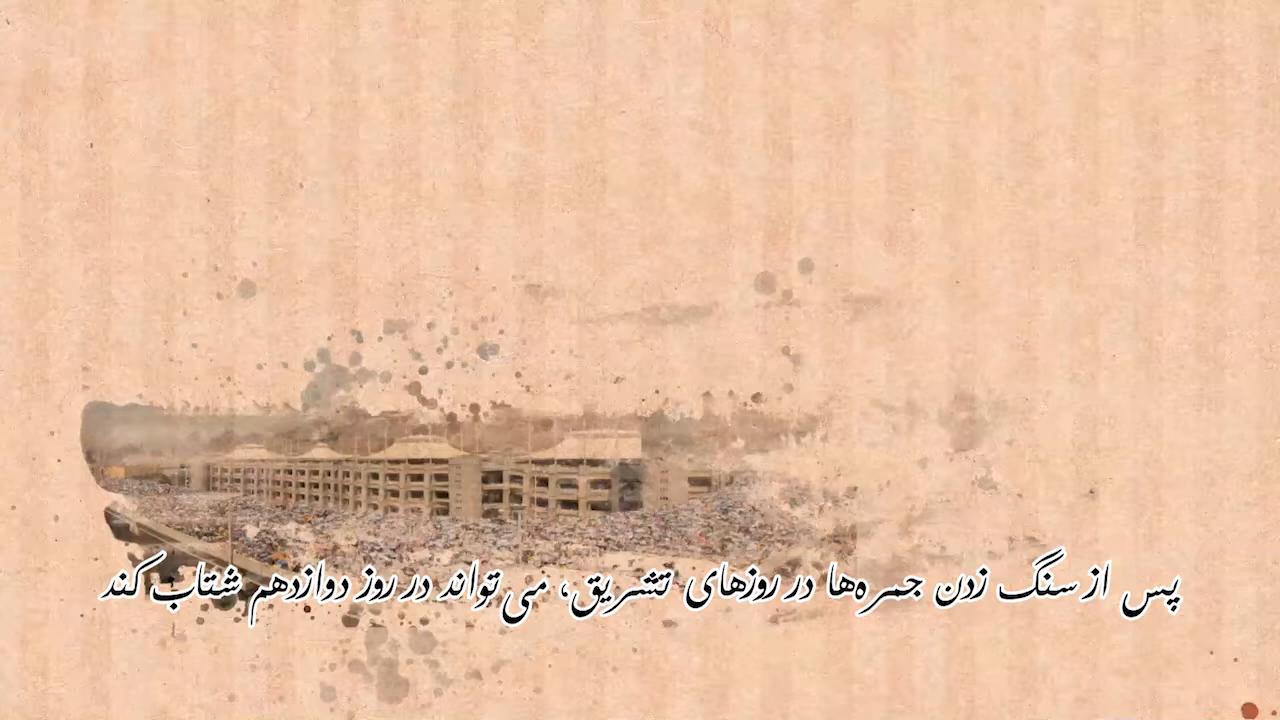 پس از سنگ زدن جمره‌ها در روزهای تشریق، می‌تواند در روز دوازدهم شتاب کند